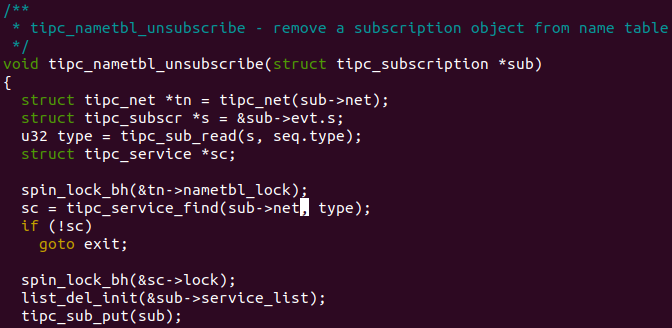 /**
 * tipc_nametbl_unsubscribe - remove a subscription object from name table
 */
void tipc_nametbl_unsubscribe(struct tipc_subscription *sub)
{
  struct tipc_net *tn = tipc_net(sub->net);
  struct tipc_subscr *s = &sub->evt.s;
  u32 type = tipc_sub_read(s, seq.type);
  struct tipc_service *sc;

  spin_lock_bh(&tn->nametbl_lock);
  sc = tipc_service_find(sub->net, type);
  if (!sc)
    goto exit;

  spin_lock_bh(&sc->lock);
  list_del_init(&sub->service_list);
  tipc_sub_put(sub);